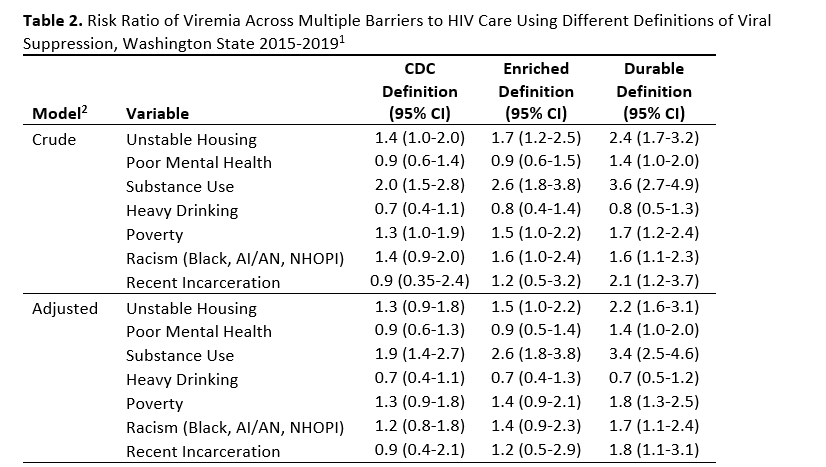 Table 2. Risk Ratio of Viremia Across Multiple Barriers to HIV Care Using Different Definitions of Viral
Suppression, Washington State 2015-2019¹
CDC Enriched Durable
Definition Definition Definition
Model² Variable (95% CI) (95% CI) (95% CI)
Crude Unstable Housing 1.4 (1.0-2.0) 1.7 (1.2-2.5) 2.4 (1.7-3.2)
Poor Mental Health 0.9 (0.6-1.4) 0.9 (0.6-1.5) 1.4 (1.0-2.0)
Substance Use 2.0 (1.5-2.8) 2.6 (1.8-3.8) 3.6 (2.7-4.9)
Heavy Drinking 0.7 (0.4-1.1) 0.8 (0.4-1.4) 0.8 (0.5-1.3)
Poverty 1.3 (1.0-1.9) 1.5 (1.0-2.2) 1.7 (1.2-2.4)
Racism (Black, AI/AN, NHOPI) 1.4 (0.9-2.0) 1.6 (1.0-2.4) 1.6 (1.1-2.3)
Recent Incarceration 0.9 (0.35-2.4) 1.2 (0.5-3.2) 2.1 (1.2-3.7)
Adjusted Unstable Housing 1.3 (0.9-1.8) 1.5 (1.0-2.2) 2.2 (1.6-3.1)
Poor Mental Health 0.9 (0.6-1.3) 0.9 (0.5-1.4) 1.4 (1.0-2.0)
Substance Use 1.9 (1.4-2.7) 2.6 (1.8-3.8) 3.4 (2.5-4.6)
Heavy Drinking 0.7 (0.4-1.1) 0.7 (0.4-1.3) 0.7 (0.5-1.2)
Poverty 1.3 (0.9-1.8) 1.4 (0.9-2.1) 1.8 (1.3-2.5)
Racism (Black, AI/AN, NHOPI) 1.2 (0.8-1.8) 1.4 (0.9-2.3) 1.7 (1.1-2.4)
Recent Incarceration 0.9 (0.4-2.1) 1.2 (0.5-2.9) 1.8 (1.1-3.1)